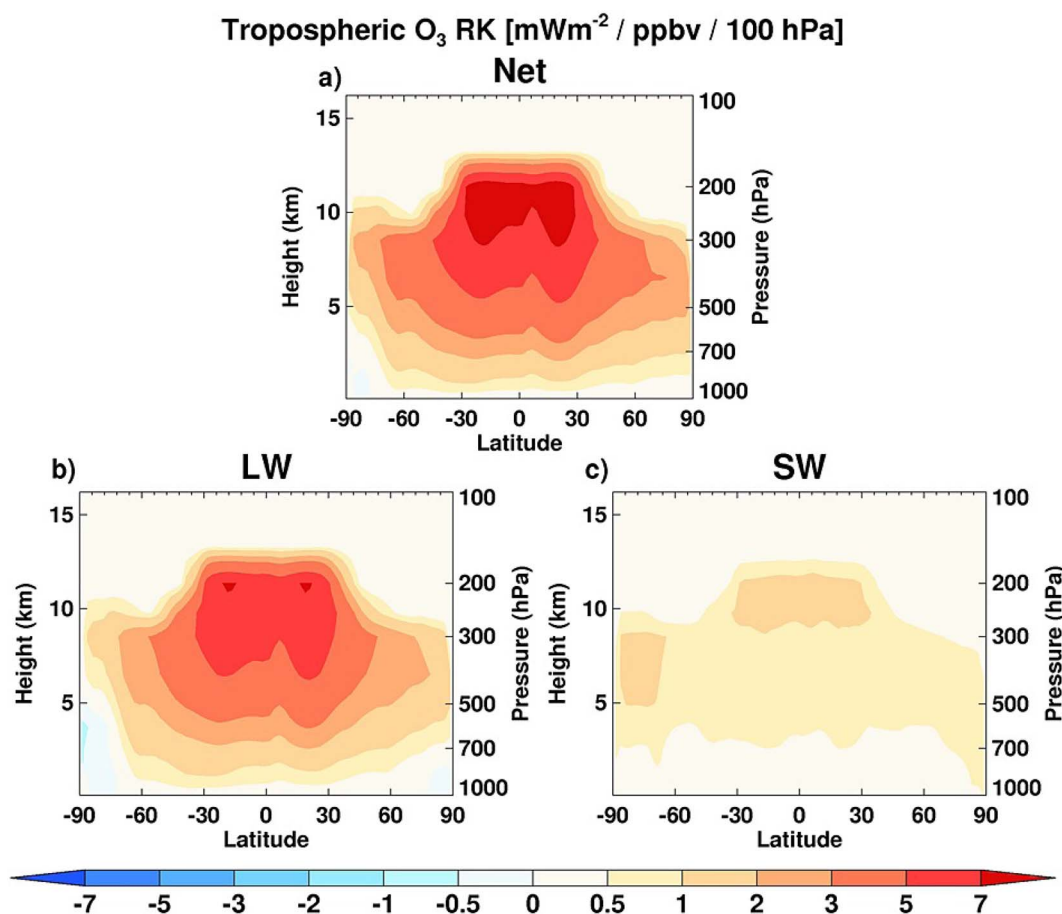 Tropospheric O₃ RK [mWm⁻² / ppbv / 100 hPa]
a) Net
15
10
5
Height (km)
100
200
300
500
700
1000
Pressure (hPa)
-90 -60 -30 0 30 60 90
Latitude
b) LW
15
10
5
Height (km)
100
200
300
500
700
1000
Pressure (hPa)
-90 -60 -30 0 30 60 90
Latitude
c) SW
15
10
5
Height (km)
100
200
300
500
700
1000
Pressure (hPa)
-90 -60 -30 0 30 60 90
Latitude
-7 -5 -3 -2 -1 -0.5 0 0.5 1 2 3 5 7